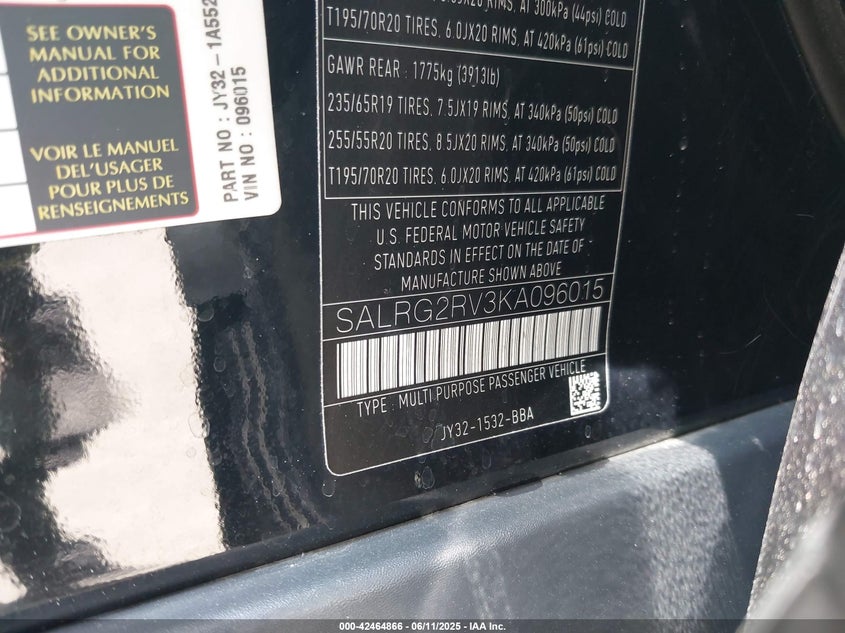 SEE OWNER'S
MANUAL FOR
ADDITIONAL
INFORMATION
VOIR LE MANUEL
DEL'USAGER
POUR PLUS DE
RENSEIGNEMENTS
PART NO : JY32 - 1A552
VIN NO : 096015
AT 300kPa (44psi) COLD
T195/70R20 TIRES, 6.0JX20 RIMS, AT 420kPa (61psi) COLD
GAWR REAR : 1775kg (3913lb)
235/65R19 TIRES, 7.5JX19 RIMS, AT 340kPa (50psi) COLD
255/55R20 TIRES, 8.5JX20 RIMS, AT 340kPa (50psi) COLD
T195/70R20 TIRES, 6.0JX20 RIMS, AT 420kPa (61psi) COLD
THIS VEHICLE CONFORMS TO ALL APPLICABLE
U.S. FEDERAL MOTOR VEHICLE SAFETY
STANDARDS IN EFFECT ON THE DATE OF
MANUFACTURE SHOWN ABOVE
SALRG2RV3KA096015
TYPE : MULTI PURPOSE PASSENGER VEHICLE
JY32-1532-BBA
000-42464866 - 06/11/2025 - IAA Inc.